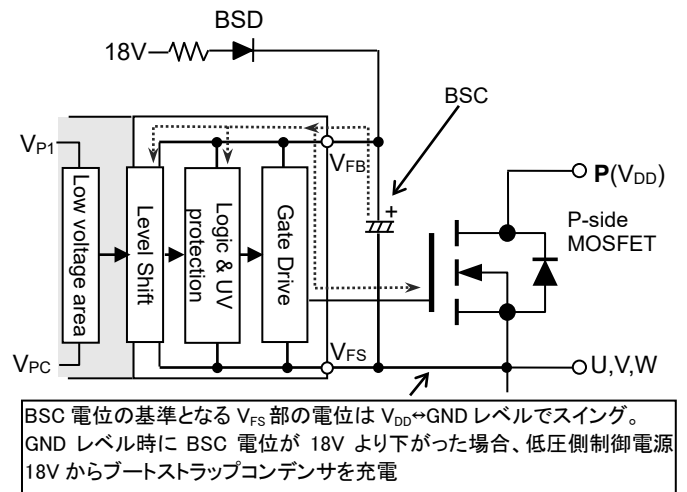 BSD
18V
BSC
VP1
VFB
P(VDD)
Low voltage area
Level Shift
Logic & UV
protection
Gate Drive
+
P-side
MOSFET
VPC
VFS
U,V,W
BSC 電位の基準となる VFS 部の電位は VDD↔GND レベルでスイング。
GND レベル時に BSC 電位が 18V より下がった場合、低圧側制御電源
18V からブートストラップコンデンサを充電